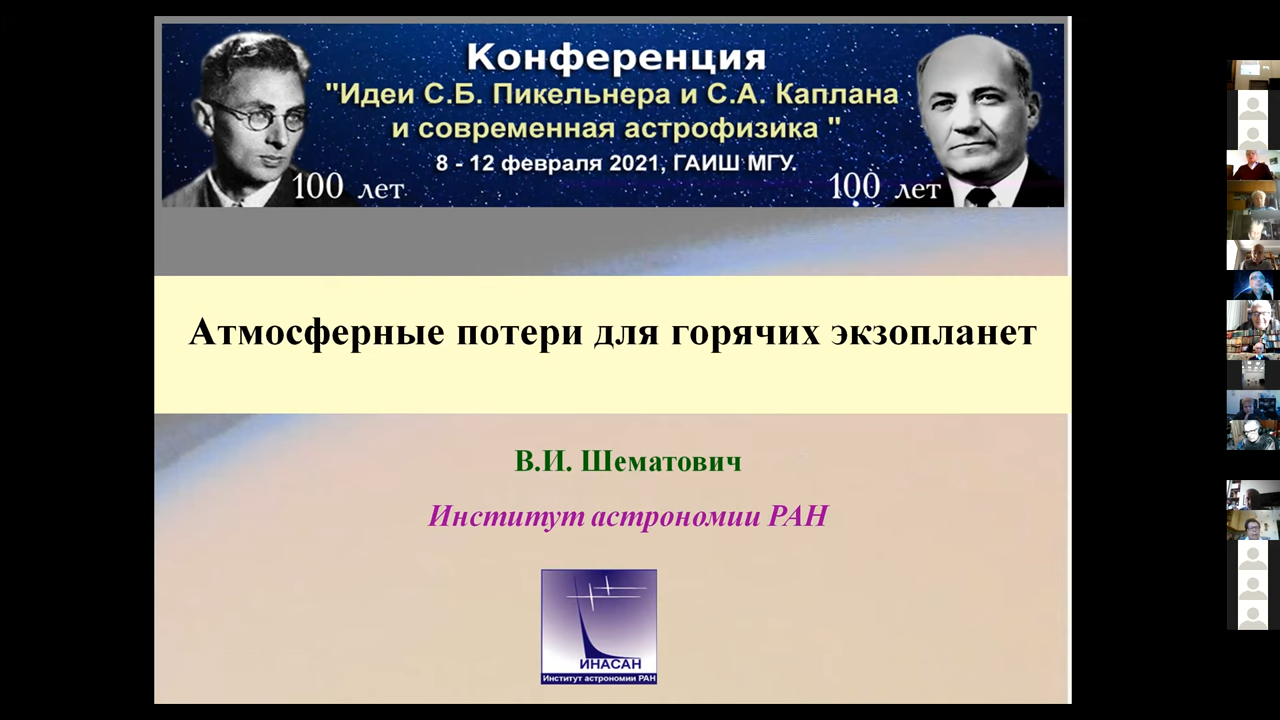 Конференция
"Идеи С.Б. Пикельнера и С.А. Каплана
и современная астрофизика "
8 - 12 февраля 2021, ГАИШ МГУ.
100 лет
100 лет
Атмосферные потери для горячих экзопланет
В.И. Шематович
Институт астрономии РАН
ИНАСАН
Институт астрономии РАН